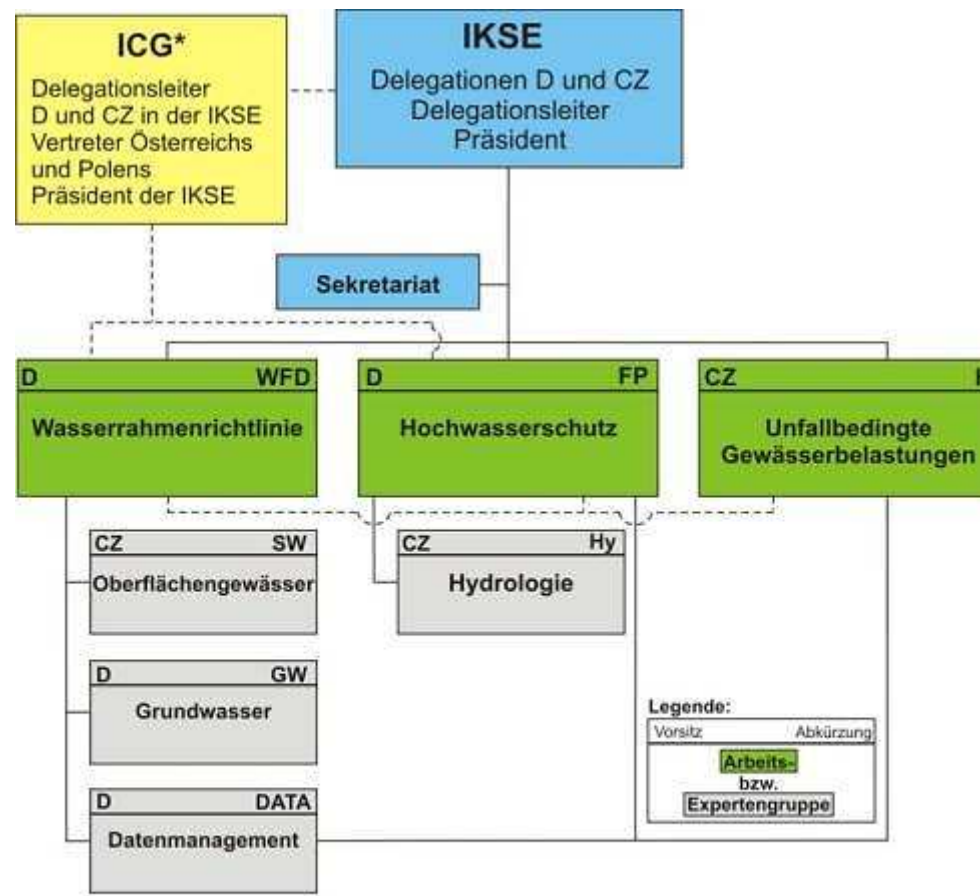 ICG*
Delegationsleiter
D und CZ in der IKSE
Vertreter Österreichs
und Polens
Präsident der IKSE
IKSE
Delegationen D und CZ
Delegationsleiter
Präsident
Sekretariat
D WFD
Wasserrahmenrichtlinie
D FP
Hochwasserschutz
CZ
Unfallbedingte
Gewässerbelastungen
CZ SW
Oberflächengewässer
CZ Hy
Hydrologie
D GW
Grundwasser
D DATA
Datenmanagement
Legende:
Vorsitz Abkürzung
Arbeits-
bzw.
Expertengruppe